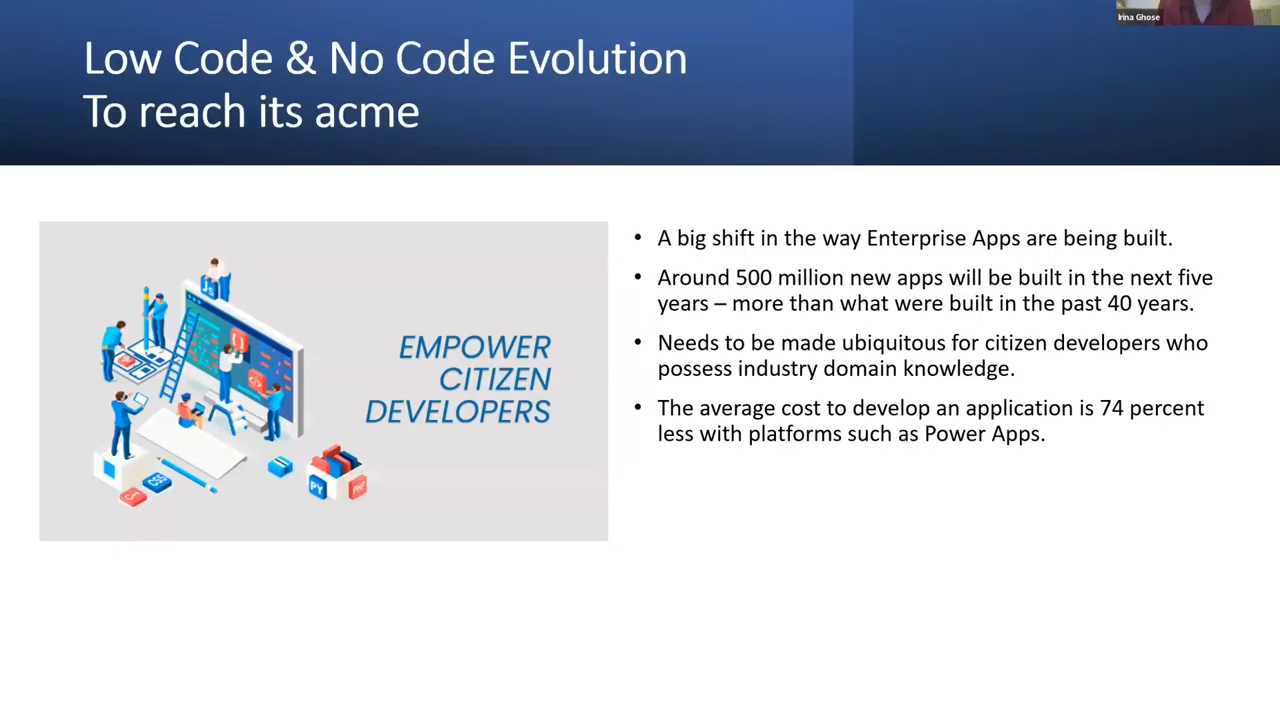 Irina Ghose
Low Code & No Code Evolution
To reach its acme
JS
EMPOWER
CITIZEN
DEVELOPERS
C++
CSS
PY
PHP
• A big shift in the way Enterprise Apps are being built.
• Around 500 million new apps will be built in the next five
years – more than what were built in the past 40 years.
• Needs to be made ubiquitous for citizen developers who
possess industry domain knowledge.
• The average cost to develop an application is 74 percent
less with platforms such as Power Apps.